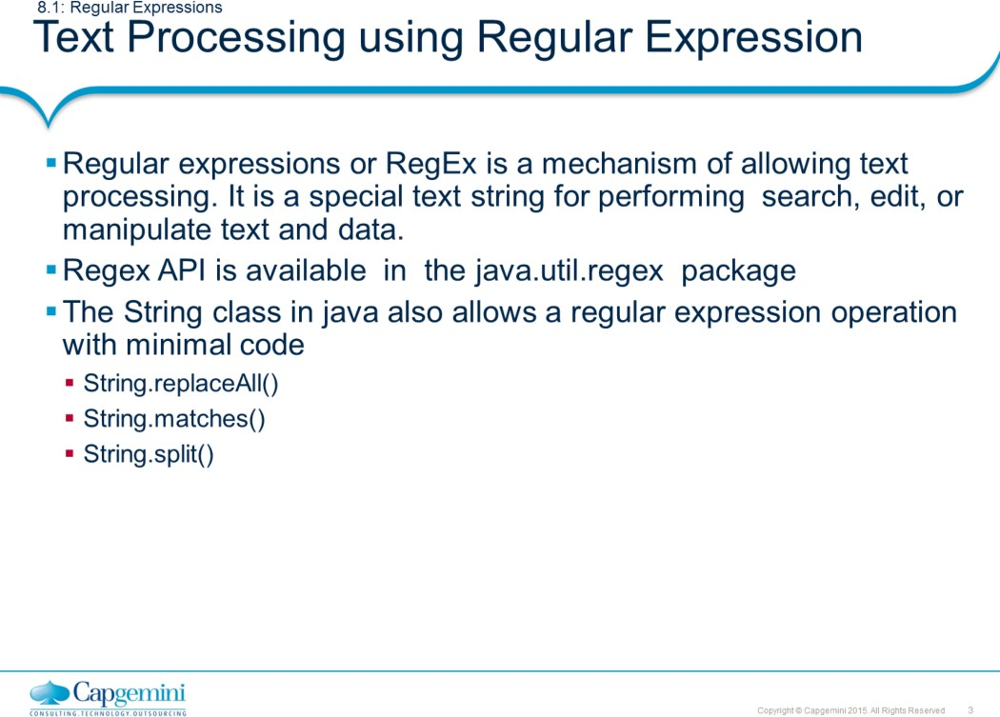 8.1: Regular Expressions
Text Processing using Regular Expression
Regular expressions or RegEx is a mechanism of allowing text
processing. It is a special text string for performing  search, edit, or
manipulate text and data.
Regex API is available  in  the java.util.regex  package
The String class in java also allows a regular expression operation
with minimal code
String.replaceAll()
String.matches()
String.split()
Capgemini
CONSULTING.TECHNOLOGY.OUTSOURCING
Copyright © Capgemini 2015. All Rights Reserved 3